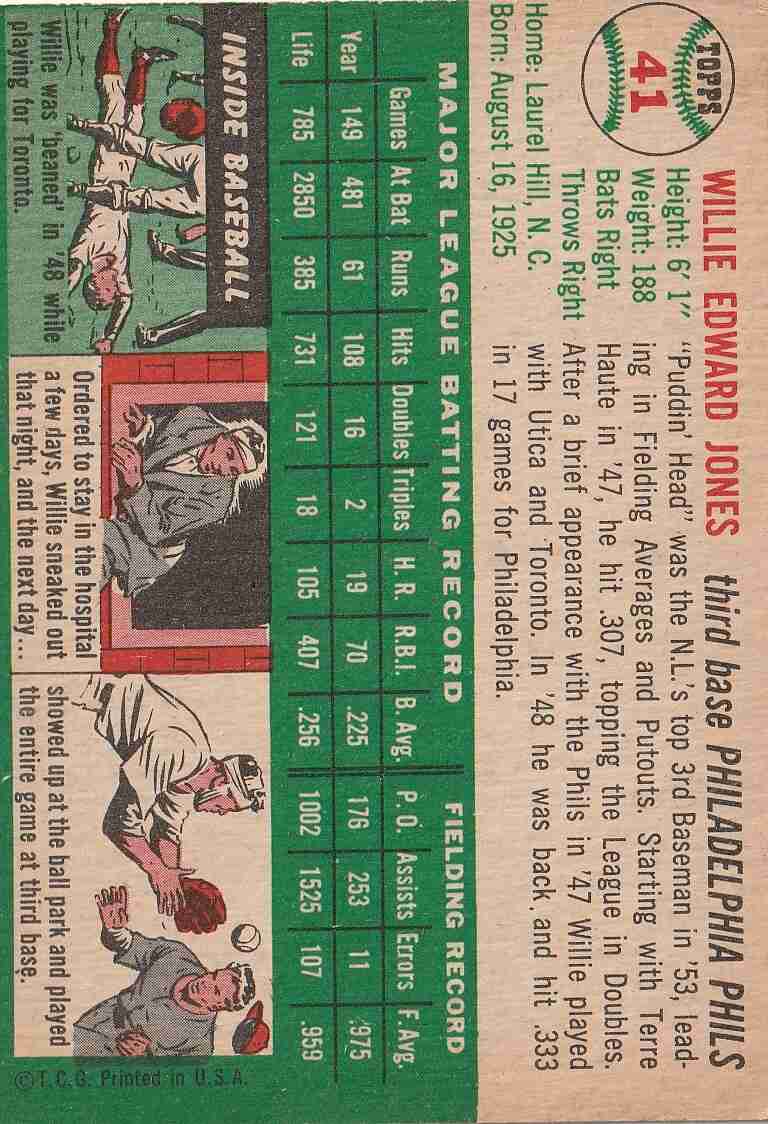 TOPPS
41
WILLIE EDWARD JONES third base PHILADELPHIA PHILS
Height: 6' 1"
Weight: 188
Bats Right
Throws Right
Home: Laurel Hill, N. C.
Born: August 16, 1925
"Puddin' Head" was the N.L.'s top 3rd Baseman in '53, lead-
ing in Fielding Averages and Putouts. Starting with Terre
Haute in '47, he hit .307, topping the League in Doubles.
After a brief appearance with the Phils in '47 Willie played
with Utica and Toronto. In '48 he was back and hit .333
in 17 games for Philadelphia.
MAJOR LEAGUE BATTING RECORD FIELDING RECORD
Games At Bat Runs Hits Doubles Triples H. R. R.B.I. B. Avg. P. O. Assists Errors F. Avg.
Year 149 481 61 108 16 2 19 70 .225 176 253 11 .975
Life 785 2850 385 731 121 18 105 407 .256 1002 1525 107 .959
INSIDE BASEBALL
Willie was 'beaned' in '48 while
playing for Toronto.
Ordered to stay in the hospital
a few days, Willie sneaked out
that night, and the next day...
showed up at the ball park and played
the entire game at third base.
©T.C.G. Printed in U.S.A.